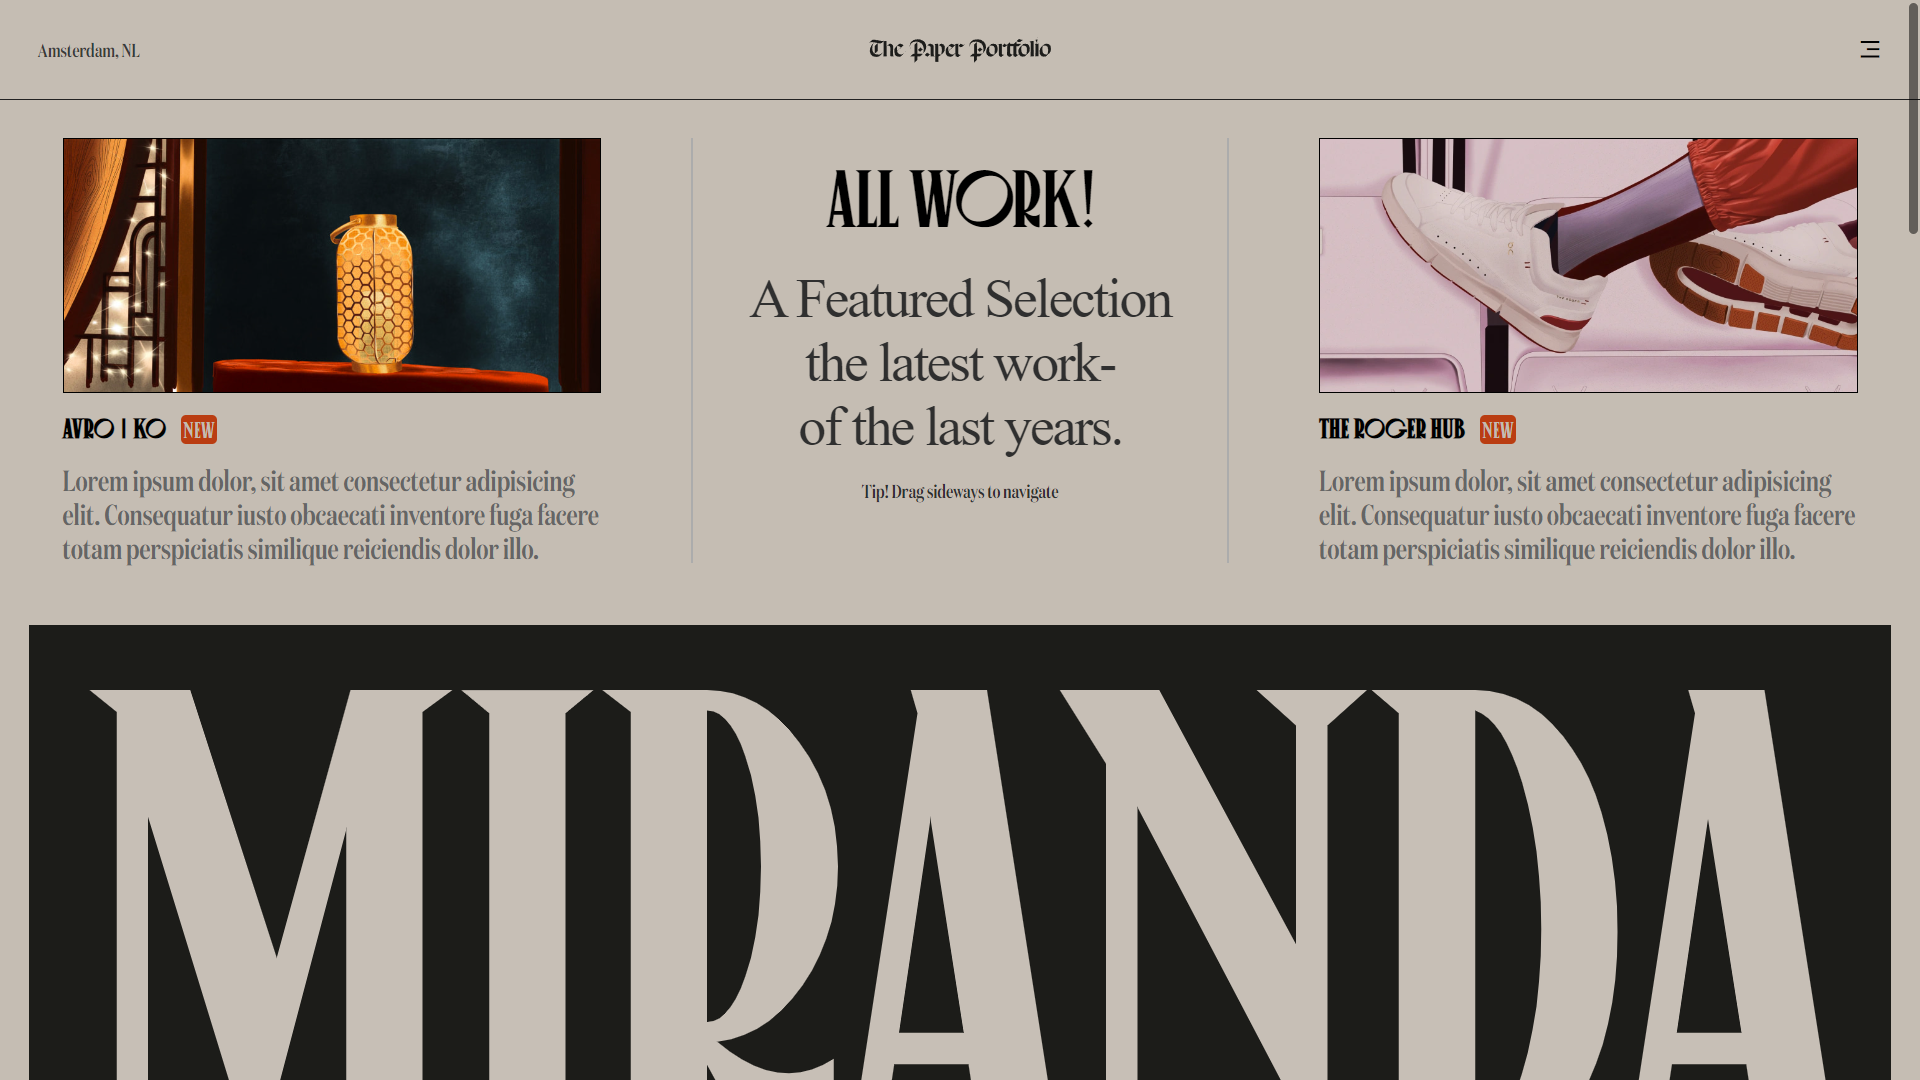 Amsterdam, NL
The Paper Portfolio
AVRO | KO NEW
Lorem ipsum dolor, sit amet consectetur adipisicing
elit. Consequatur iusto obcaecati inventore fuga facere
totam perspiciatis similique reiciendis dolor illo.
ALL WORK!
A Featured Selection
the latest work-
of the last years.
Tip! Drag sideways to navigate
THE ROGER HUB NEW
Lorem ipsum dolor, sit amet consectetur adipisicing
elit. Consequatur iusto obcaecati inventore fuga facere
totam perspiciatis similique reiciendis dolor illo.
MIRANDA